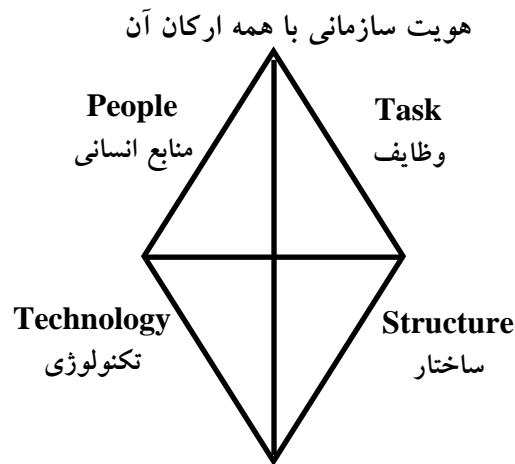 هویت سازمانی با همه ارکان آن
People
منابع انسانی
Task
وظایف
Technology
تکنولوژی
Structure
ساختار